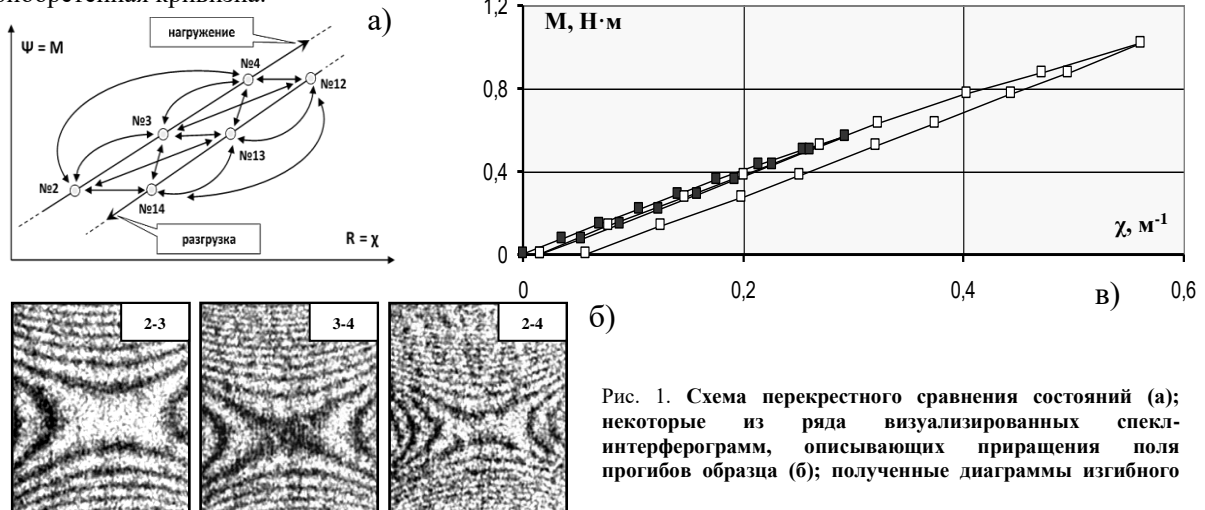 приобретенная кривизна.
а)
нагружение
Ψ = M
№4
№12
№3
№13
№2
№14
разгрузка
R = χ
1,2
М, Н·м
0,8
0,4
0
χ, м-1
0
0,2
0,4
0,6
в)
2-3
3-4
2-4
б)
Рис. 1. Схема перекрестного сравнения состояний (а);
некоторые из ряда визуализированных спекл-
интерферограмм, описывающих приращения поля
прогибов образца (б); полученные диаграммы изгибного